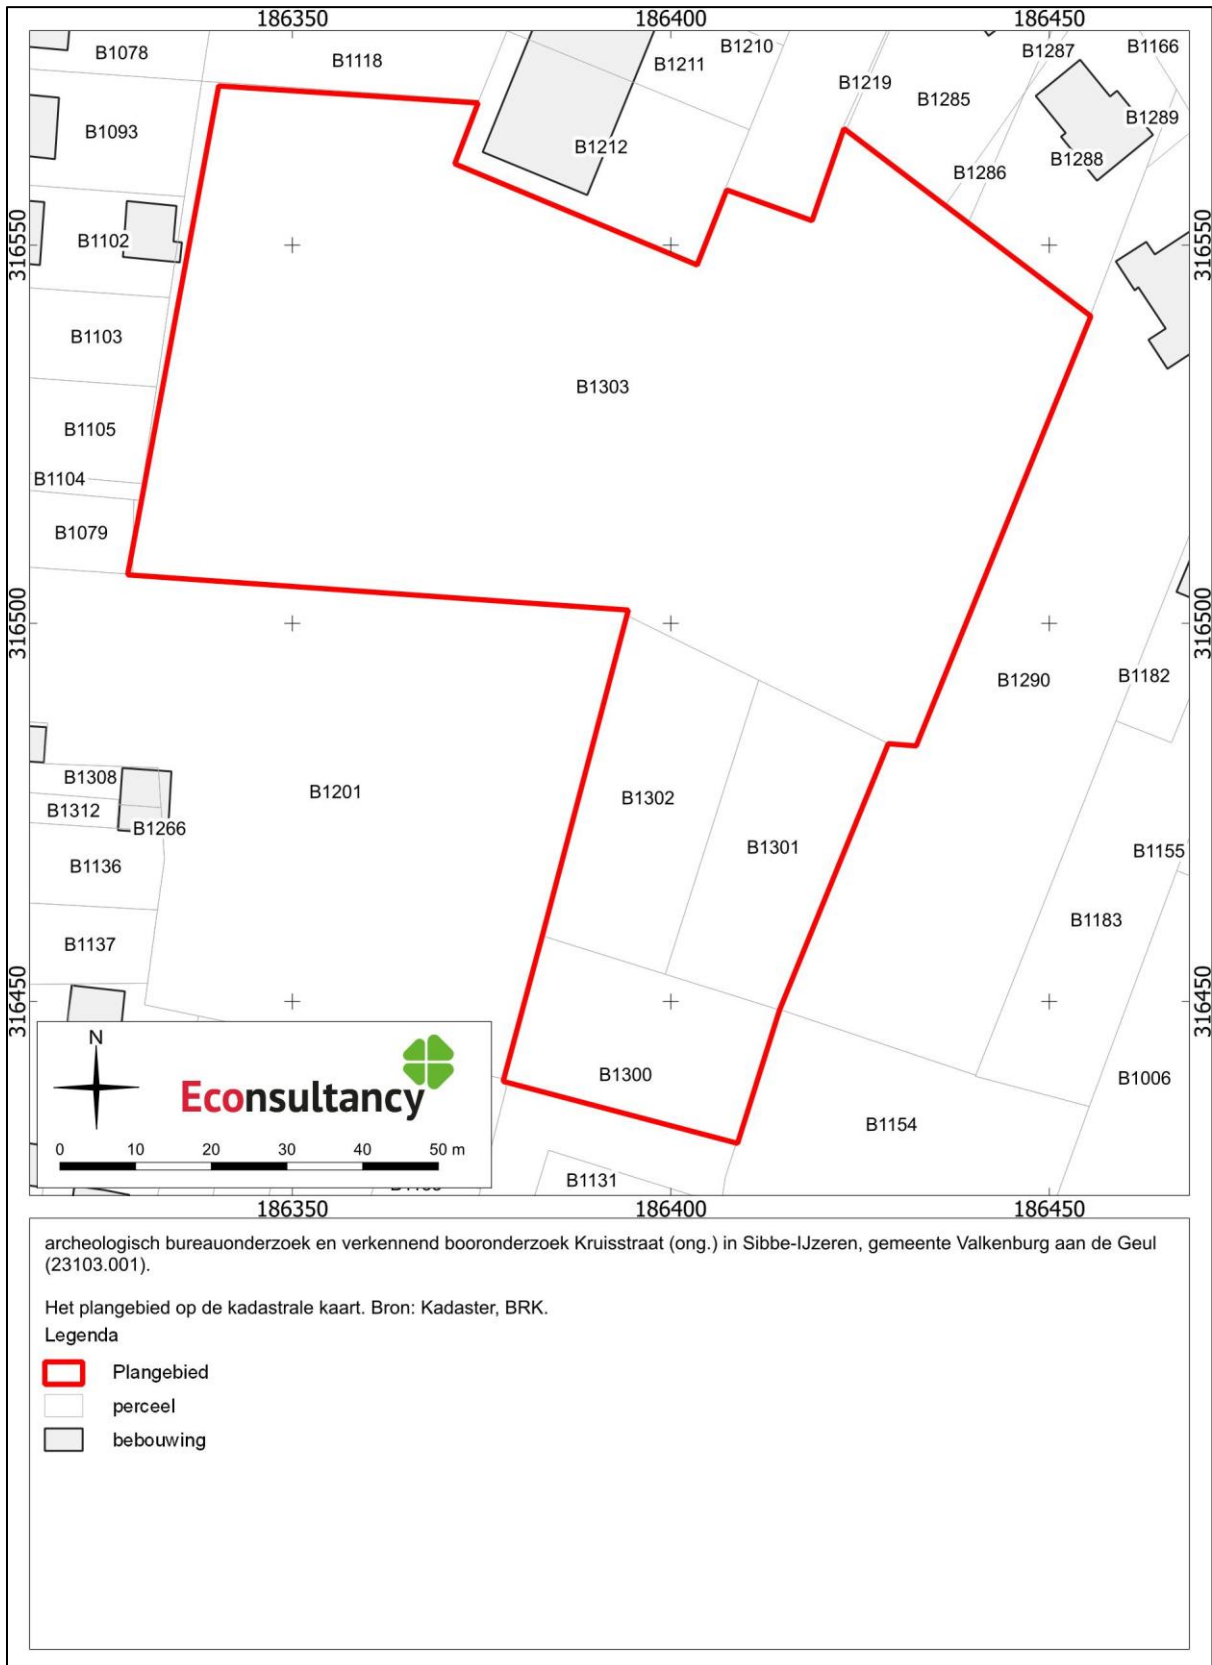 186350 186400 186450
B1078
B1118
B1211
B1210
B1287
B1166
B1219
B1285
B1289
B1093
B1212
B1288
B1286
316550
B1102
316550
B1103
B1303
B1105
B1104
B1079
316500
316500
B1290
B1182
B1308
B1201
B1302
B1312
B1266
B1301
B1155
B1136
B1183
B1137
316450
316450
N
B1300
B1006
Econsultancy
B1154
0 10 20 30 40 50 m
B1131
186350 186400 186450
archeologisch bureauonderzoek en verkennend booronderzoek Kruisstraat (ong.) in Sibbe-IJzeren, gemeente Valkenburg aan de Geul
(23103.001).
Het plangebied op de kadastrale kaart. Bron: Kadaster, BRK.
Legenda
Plangebied
perceel
bebouwing